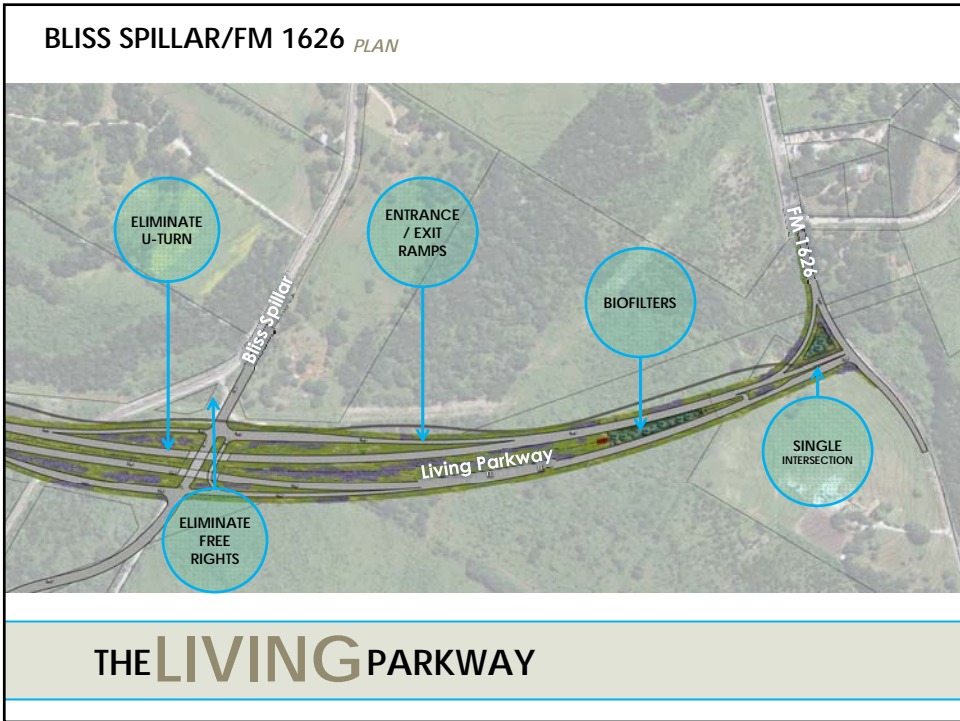 BLISS SPILLAR/FM 1626 PLAN
ELIMINATE
U-TURN
ENTRANCE
/ EXIT
RAMPS
BIOFILTERS
FM 1626
Bliss Spillar
Living Parkway
SINGLE
INTERSECTION
ELIMINATE
FREE
RIGHTS
THE LIVING PARKWAY